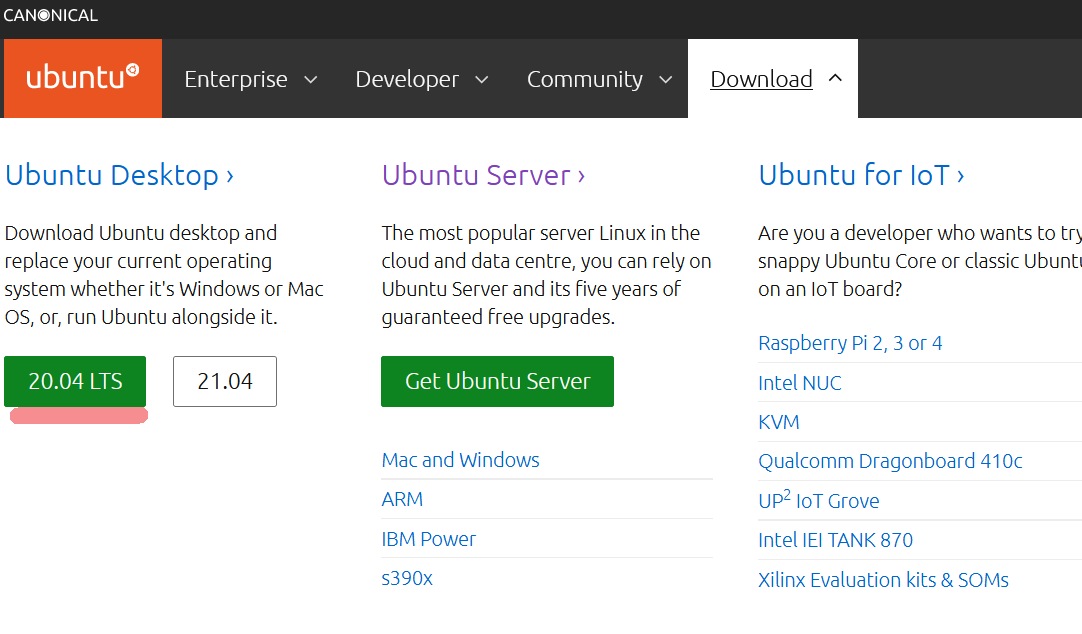 CANONICAL
ubuntu
Enterprise
Developer
Community
Download
Ubuntu Desktop ›
Download Ubuntu desktop and
replace your current operating
system whether it's Windows or Mac
OS, or, run Ubuntu alongside it.
20.04 LTS
21.04
Ubuntu Server ›
The most popular server Linux in the
cloud and data centre, you can rely on
Ubuntu Server and its five years of
guaranteed free upgrades.
Get Ubuntu Server
Mac and Windows
ARM
IBM Power
s390x
Ubuntu for IoT ›
Are you a developer who wants to try
snappy Ubuntu Core or classic Ubuntu
on an IoT board?
Raspberry Pi 2, 3 or 4
Intel NUC
KVM
Qualcomm Dragonboard 410c
UP² IoT Grove
Intel IEI TANK 870
Xilinx Evaluation kits & SOMs